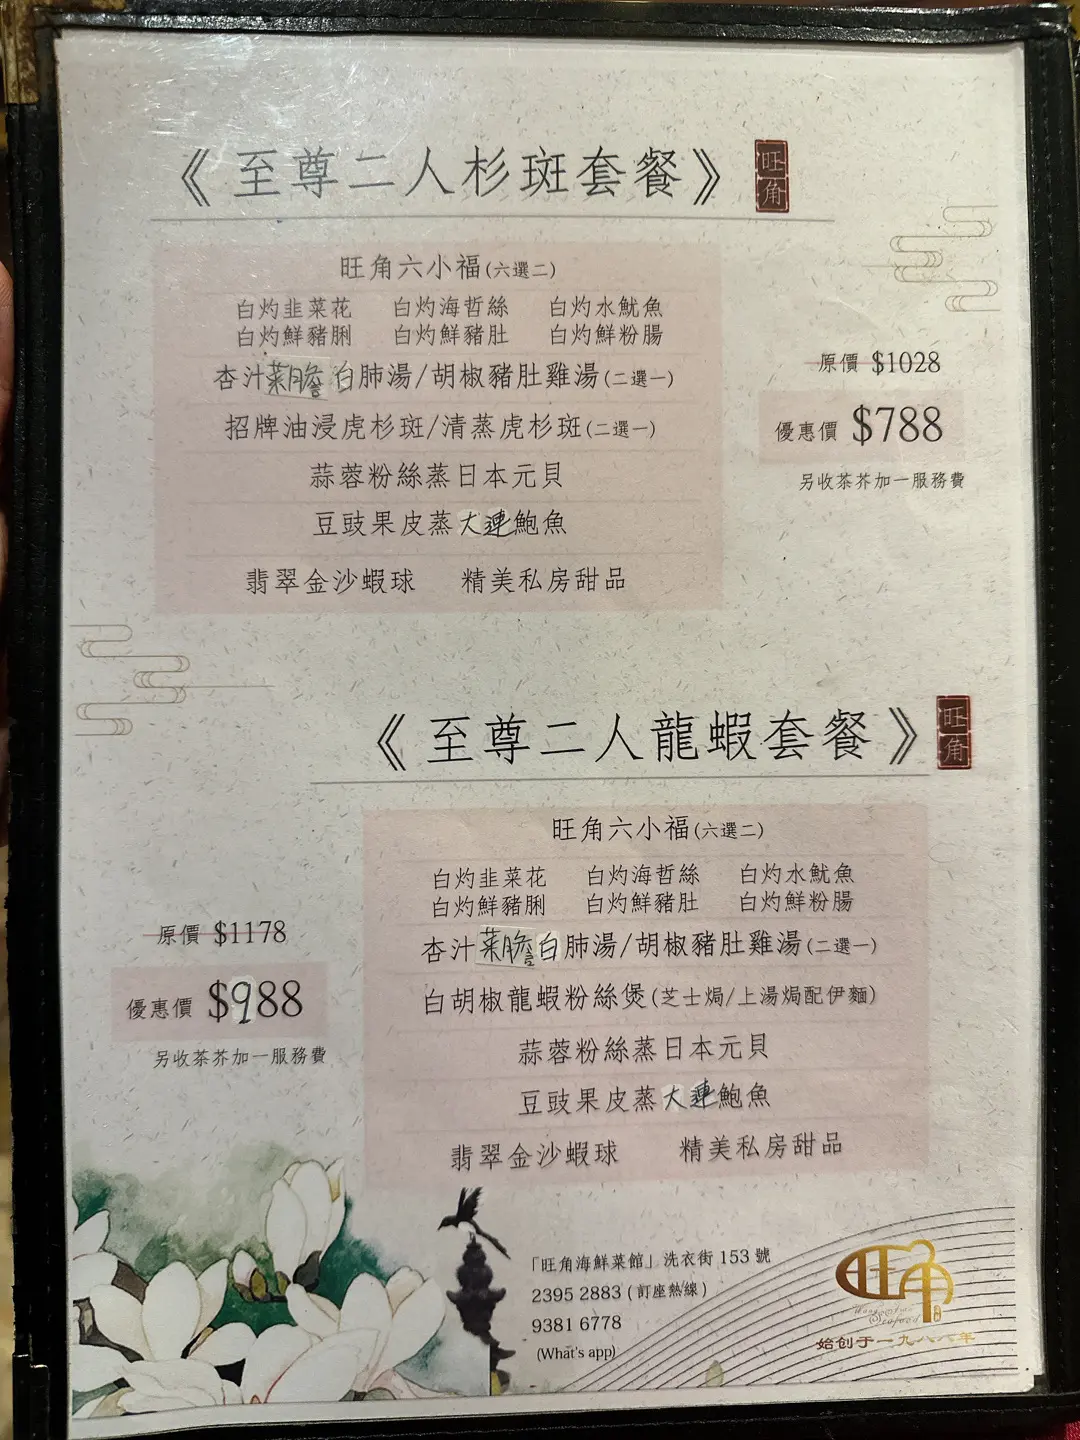 《至尊二人杉斑套餐》
旺角
旺角六小福(六選二)
白灼韭菜花 白灼海哲絲 白灼水魷魚
白灼鮮豬脷 白灼鮮豬肚 白灼鮮粉腸
杏汁菜膽白肺湯/胡椒豬肚雞湯(二選一)
招牌油浸虎杉斑/清蒸虎杉斑(二選一)
蒜蓉粉絲蒸日本元貝
豆豉果皮蒸大連鮑魚
翡翠金沙蝦球 精美私房甜品
原價 $1028
優惠價 $788
另收茶芥加一服務費
《至尊二人龍蝦套餐》
旺角
旺角六小福(六選二)
白灼韭菜花 白灼海哲絲 白灼水魷魚
白灼鮮豬脷 白灼鮮豬肚 白灼鮮粉腸
杏汁菜膽白肺湯/胡椒豬肚雞湯(二選一)
白胡椒龍蝦粉絲煲(芝士焗/上湯焗配伊麵)
蒜蓉粉絲蒸日本元貝
豆豉果皮蒸大連鮑魚
翡翠金沙蝦球 精美私房甜品
原價 $1178
優惠價 $988
另收茶芥加一服務費
「旺角海鮮菜館」洗衣街 153 號
2395 2883 (訂座熱線)
9381 6778
(What's app)
旺角
Seafood
始创于一九八八年